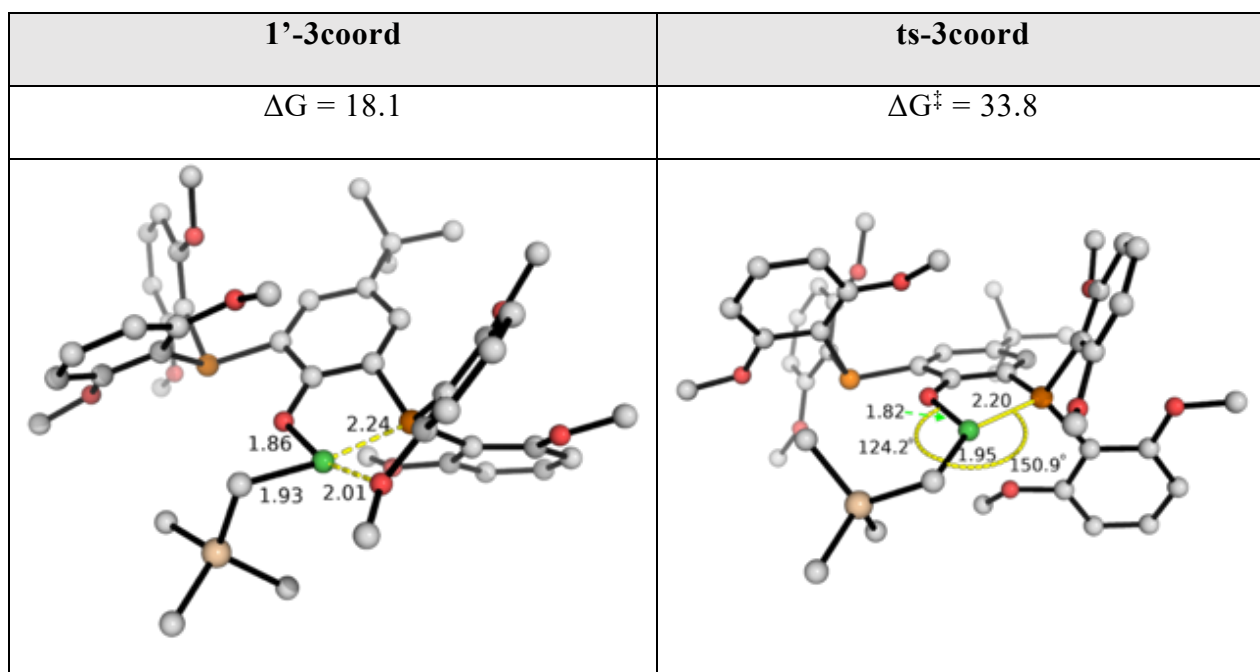 1’-3coord
ts-3coord
ΔG = 18.1
ΔG‡ = 33.8
2.24
1.86
1.93
2.01
1.82
2.20
124.2°
1.95
150.9°